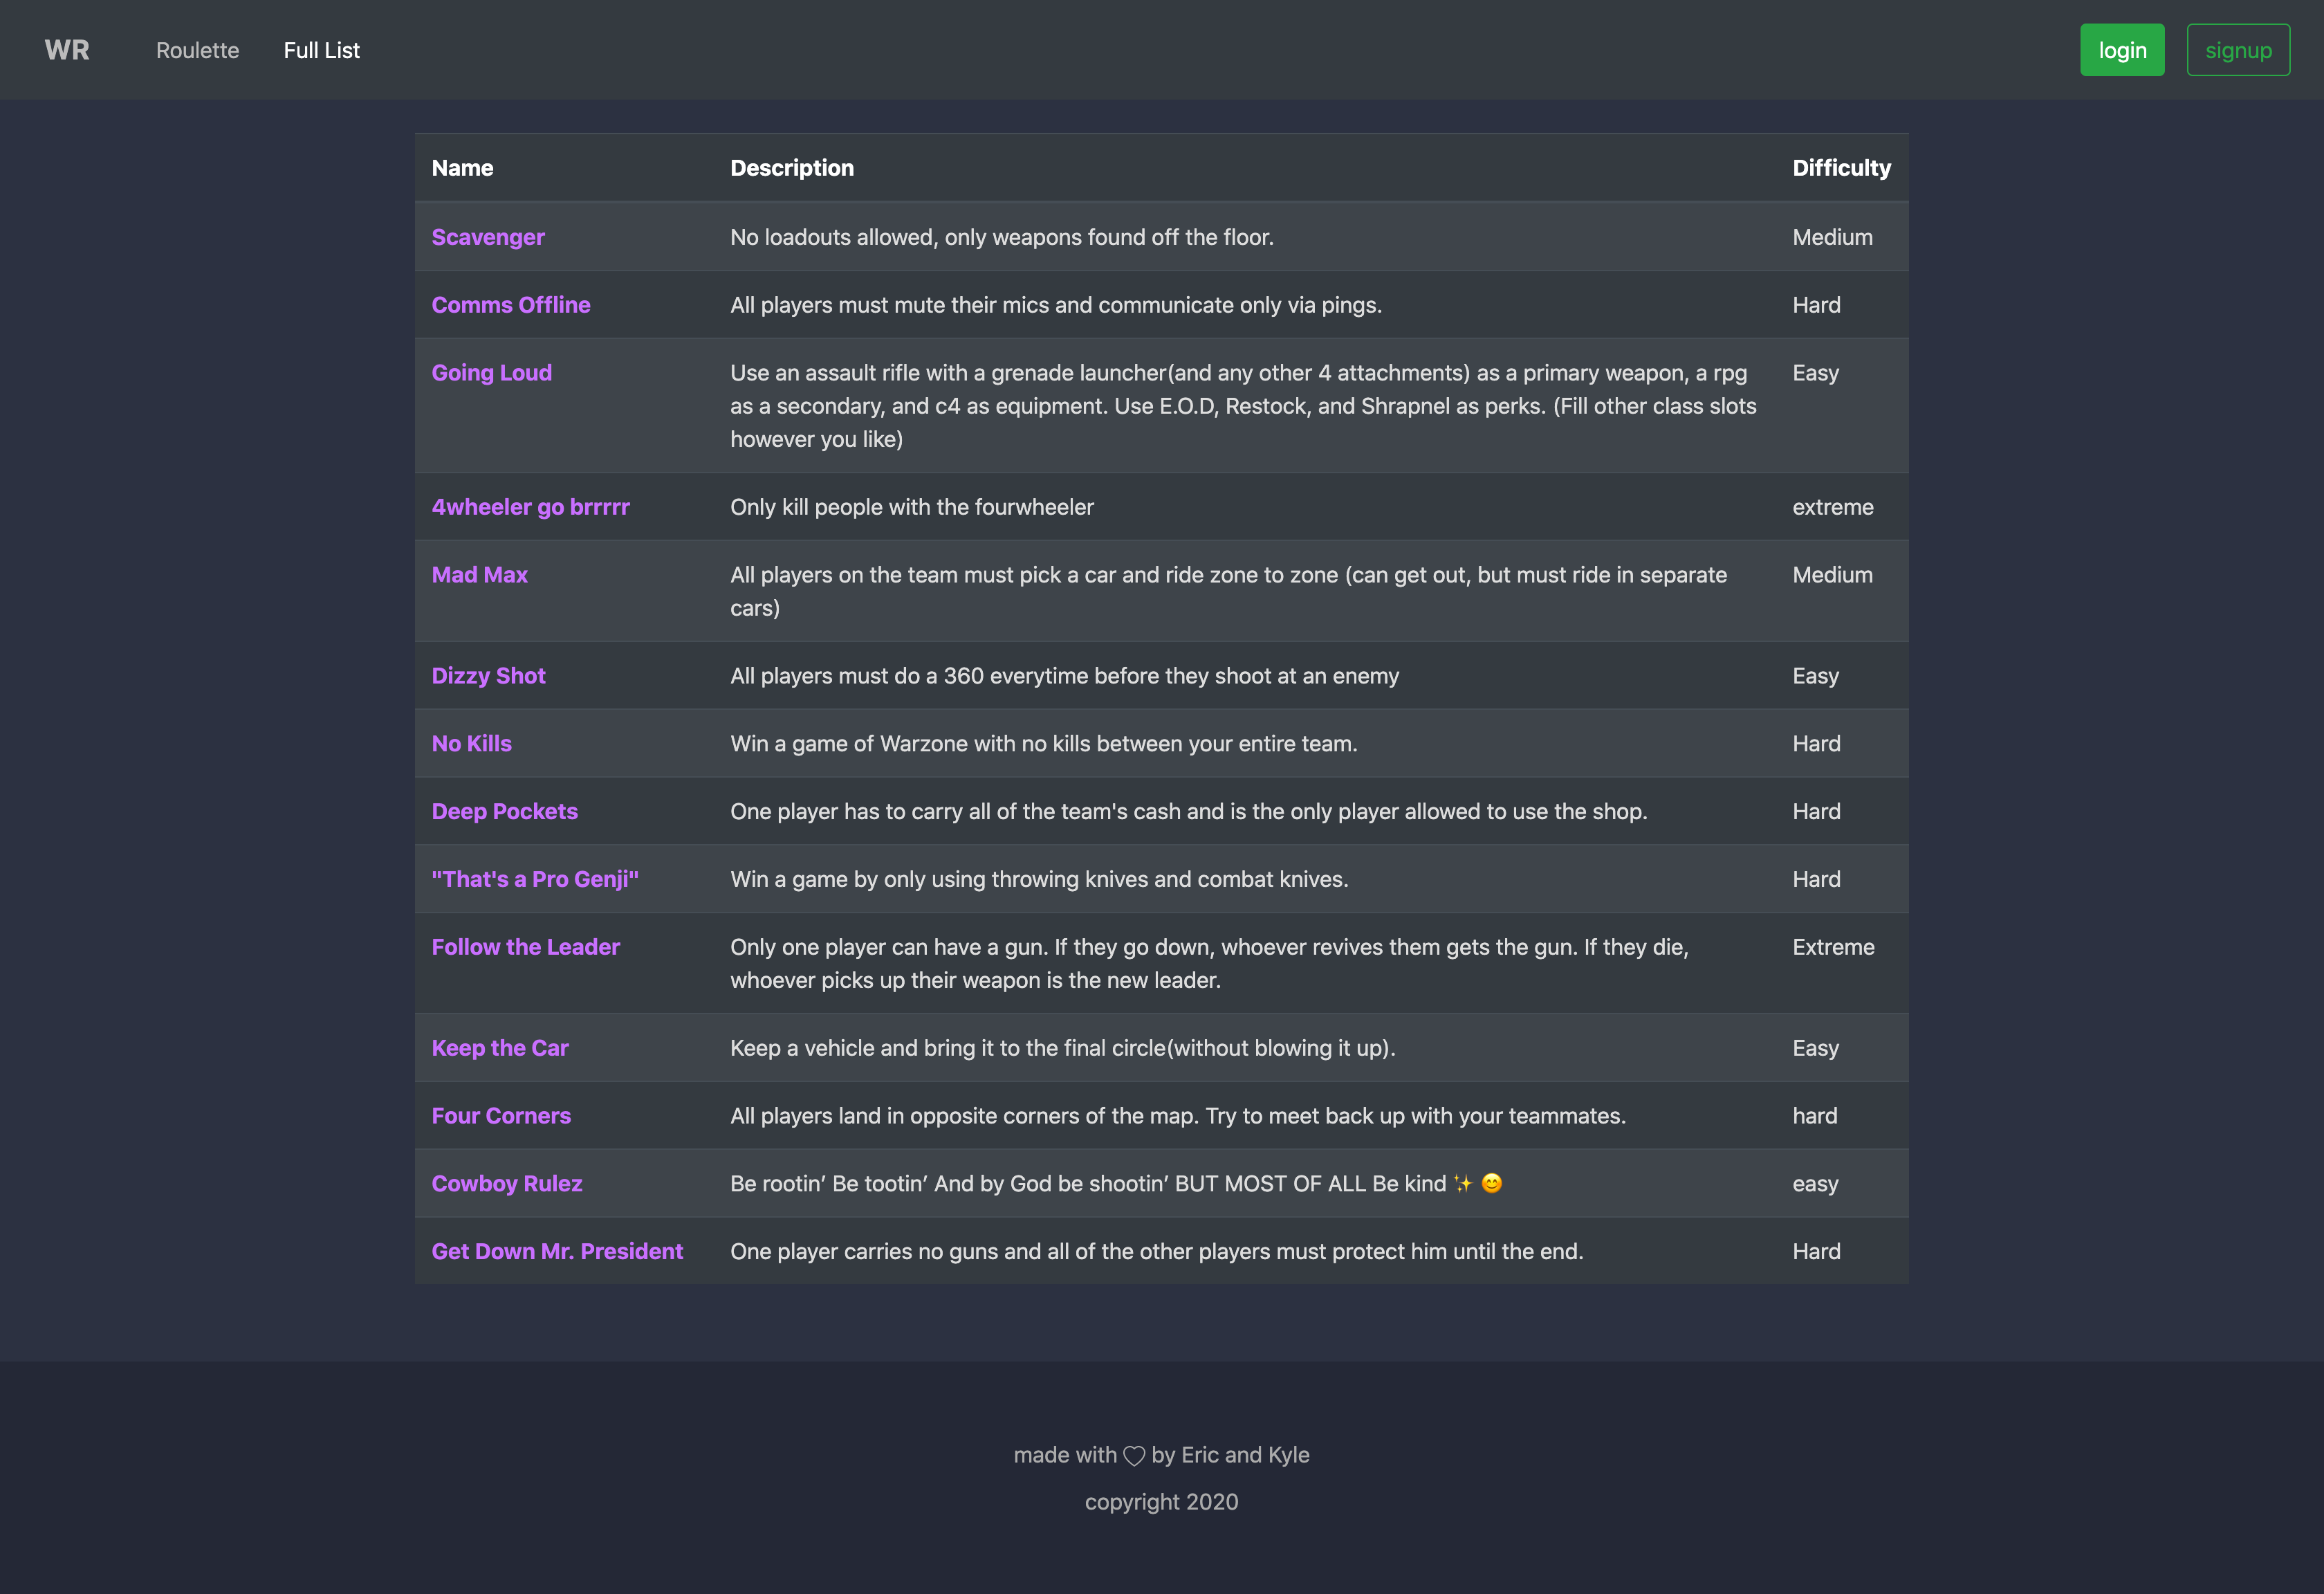 WR Roulette Full List login signup
Name Description Difficulty
Scavenger No loadouts allowed, only weapons found off the floor. Medium
Comms Offline All players must mute their mics and communicate only via pings. Hard
Going Loud Use an assault rifle with a grenade launcher(and any other 4 attachments) as a primary weapon, a rpg Easy
as a secondary, and c4 as equipment. Use E.O.D, Restock, and Shrapnel as perks. (Fill other class slots
however you like)
4wheeler go brrrrr Only kill people with the fourwheeler extreme
Mad Max All players on the team must pick a car and ride zone to zone (can get out, but must ride in separate Medium
cars)
Dizzy Shot All players must do a 360 everytime before they shoot at an enemy Easy
No Kills Win a game of Warzone with no kills between your entire team. Hard
Deep Pockets One player has to carry all of the team's cash and is the only player allowed to use the shop. Hard
"That's a Pro Genji" Win a game by only using throwing knives and combat knives. Hard
Follow the Leader Only one player can have a gun. If they go down, whoever revives them gets the gun. If they die, Extreme
whoever picks up their weapon is the new leader.
Keep the Car Keep a vehicle and bring it to the final circle(without blowing it up). Easy
Four Corners All players land in opposite corners of the map. Try to meet back up with your teammates. hard
Cowboy Rulez Be rootin’ Be tootin’ And by God be shootin’ BUT MOST OF ALL Be kind ✨ 😊 easy
Get Down Mr. President One player carries no guns and all of the other players must protect him until the end. Hard
made with ♡ by Eric and Kyle
copyright 2020